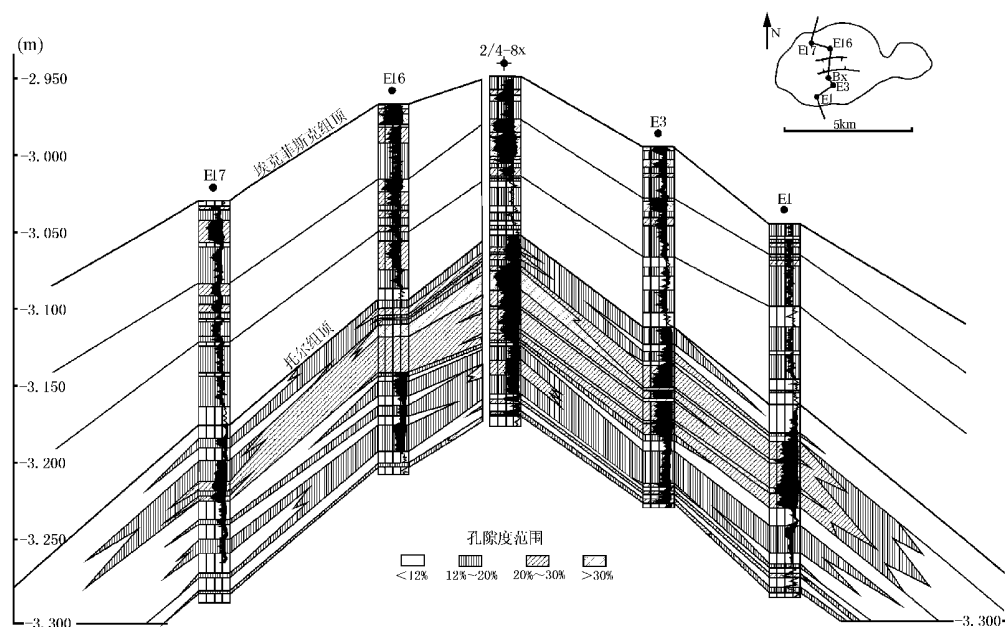 (m)
-2.950
-3.000
-3.050
-3.100
-3.150
-3.200
-3.250
-3.300
E17
E16
2/4-8x
E3
E1
埃克菲斯克组顶
托尔组顶
N
E17
E16
Bx
E3
E1
5km
孔隙度范围
<12%
12%~20%
20%~30%
>30%
-3.300